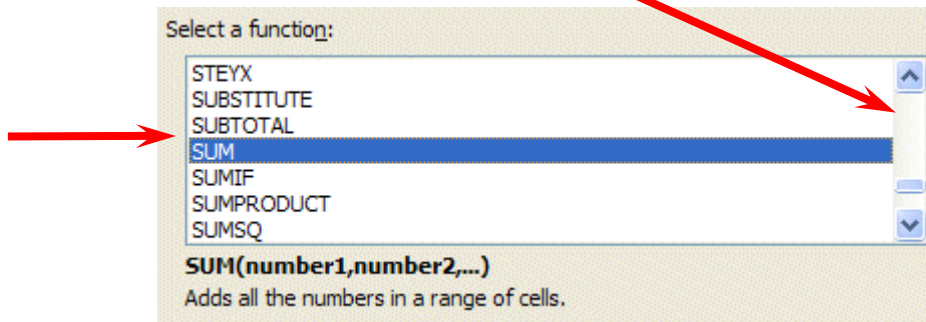 Select a function:
STEYX
SUBSTITUTE
SUBTOTAL
SUM
SUMIF
SUMPRODUCT
SUMSQ
SUM(number1,number2,...)
Adds all the numbers in a range of cells.